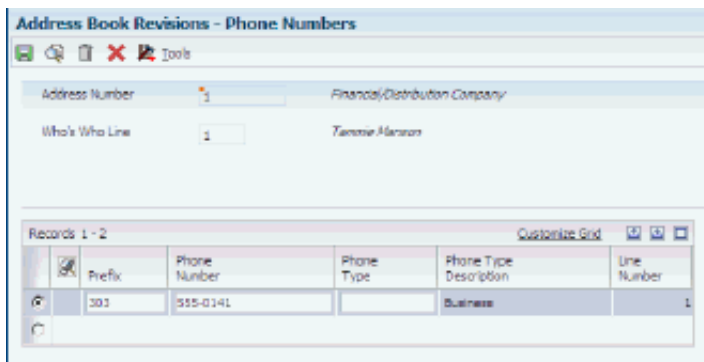 Address Book Revisions - Phone Numbers
Tools
Address Number 1 Financial/Distribution Company
Who's Who Line 1 Tammie
Records 1 - 2 Customize Grid
Prefix Phone Number Phone Type Phone Type Description Line Number
303 555-0141 Business 1